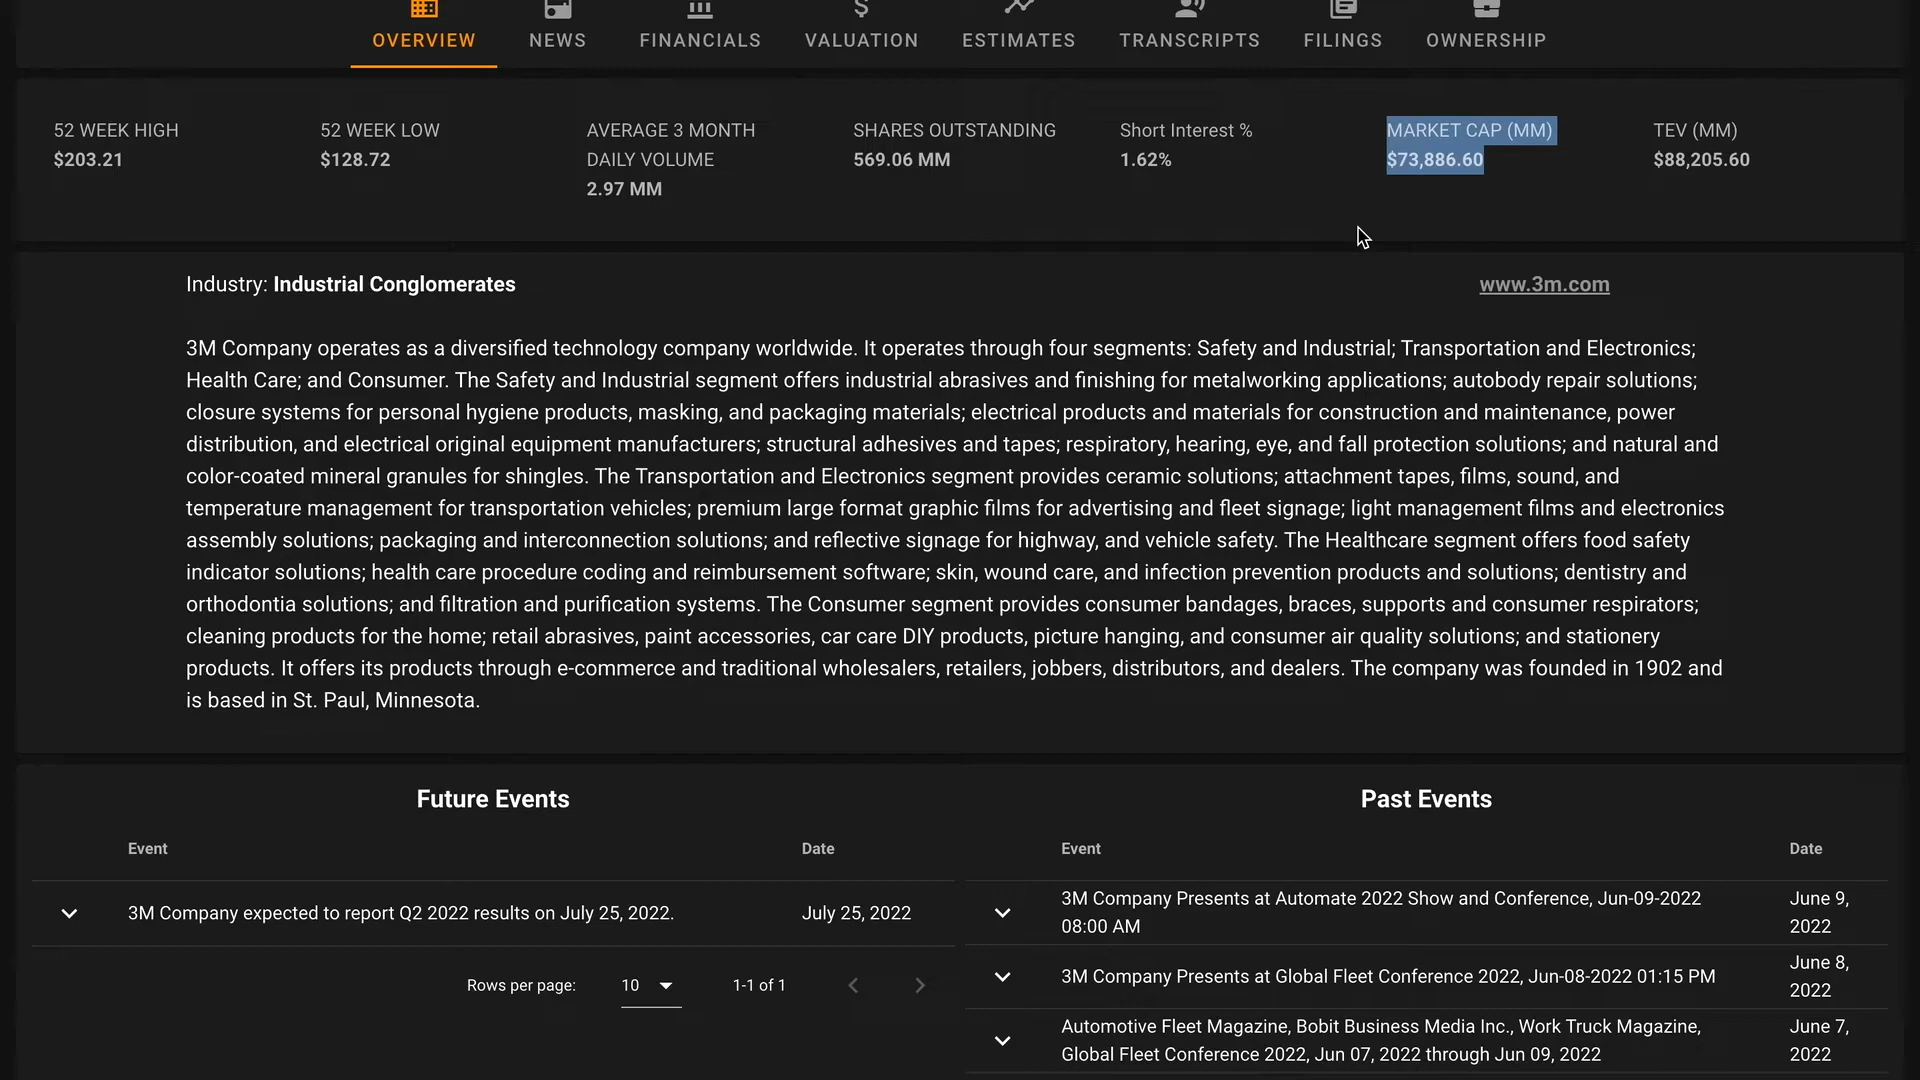 OVERVIEW NEWS FINANCIALS VALUATION ESTIMATES TRANSCRIPTS FILINGS OWNERSHIP
52 WEEK HIGH
$203.21
52 WEEK LOW
$128.72
AVERAGE 3 MONTH
DAILY VOLUME
2.97 MM
SHARES OUTSTANDING
569.06 MM
Short Interest %
1.62%
MARKET CAP (MM)
$73,886.60
TEV (MM)
$88,205.60
Industry: Industrial Conglomerates
www.3m.com
3M Company operates as a diversified technology company worldwide. It operates through four segments: Safety and Industrial; Transportation and Electronics;
Health Care; and Consumer. The Safety and Industrial segment offers industrial abrasives and finishing for metalworking applications; autobody repair solutions;
closure systems for personal hygiene products, masking, and packaging materials; electrical products and materials for construction and maintenance, power
distribution, and electrical original equipment manufacturers; structural adhesives and tapes; respiratory, hearing, eye, and fall protection solutions; and natural and
color-coated mineral granules for shingles. The Transportation and Electronics segment provides ceramic solutions; attachment tapes, films, sound, and
temperature management for transportation vehicles; premium large format graphic films for advertising and fleet signage; light management films and electronics
assembly solutions; packaging and interconnection solutions; and reflective signage for highway, and vehicle safety. The Healthcare segment offers food safety
indicator solutions; health care procedure coding and reimbursement software; skin, wound care, and infection prevention products and solutions; dentistry and
orthodontia solutions; and filtration and purification systems. The Consumer segment provides consumer bandages, braces, supports and consumer respirators;
cleaning products for the home; retail abrasives, paint accessories, car care DIY products, picture hanging, and consumer air quality solutions; and stationery
products. It offers its products through e-commerce and traditional wholesalers, retailers, jobbers, distributors, and dealers. The company was founded in 1902 and
is based in St. Paul, Minnesota.
Future Events
Event Date
3M Company expected to report Q2 2022 results on July 25, 2022. July 25, 2022
Rows per page: 10 1-1 of 1
Past Events
Event Date
3M Company Presents at Automate 2022 Show and Conference, Jun-09-2022 June 9,
08:00 AM 2022
3M Company Presents at Global Fleet Conference 2022, Jun-08-2022 01:15 PM June 8,
2022
Automotive Fleet Magazine, Bobit Business Media Inc., Work Truck Magazine, June 7,
Global Fleet Conference 2022, Jun 07, 2022 through Jun 09, 2022 2022